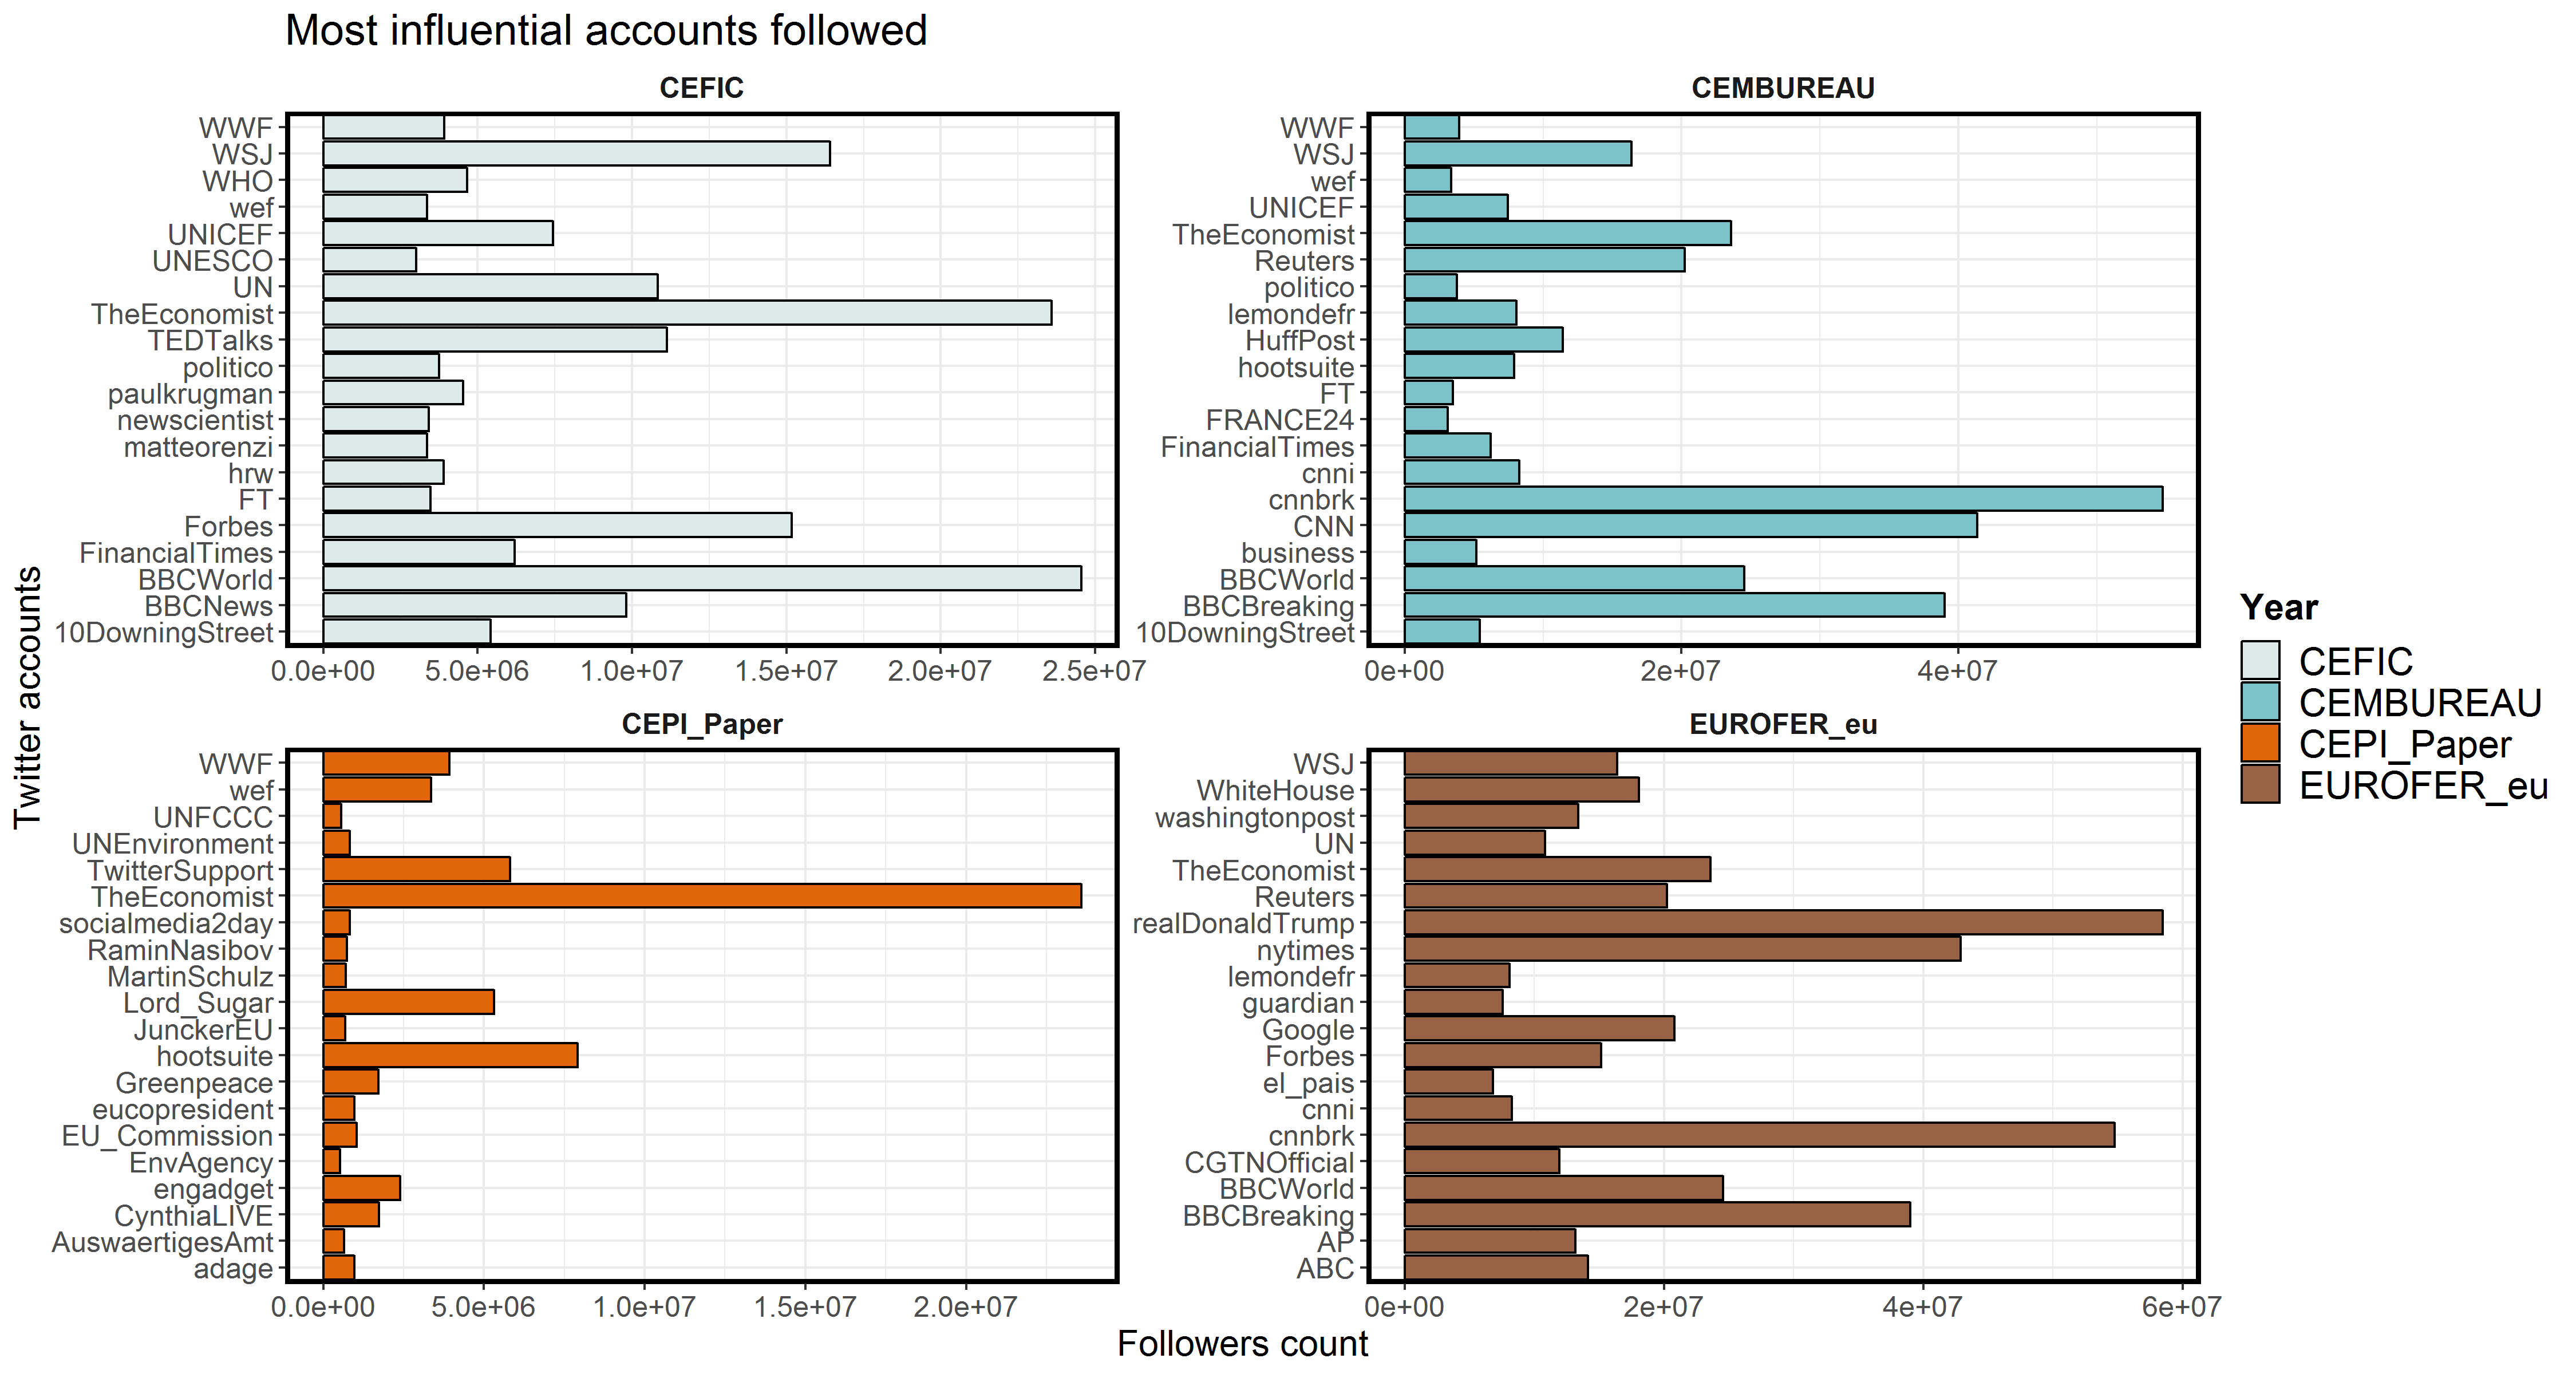 Most influential accounts followed
CEFIC
WWF
WSJ
WHO
wef
UNICEF
UNESCO
UN
TheEconomist
TEDTalks
politico
paulkrugman
newscientist
matteorenzi
hrw
FT
Forbes
FinancialTimes
BBCWorld
BBCNews
10DowningStreet
0.0e+00 5.0e+06 1.0e+07 1.5e+07 2.0e+07 2.5e+07
CEMBUREAU
WWF
WSJ
wef
UNICEF
TheEconomist
Reuters
politico
lemondefr
HuffPost
hootsuite
FT
FRANCE24
FinancialTimes
cnni
cnnbrk
CNN
business
BBCWorld
BBCBreaking
10DowningStreet
0e+00 2e+07 4e+07
CEPI_Paper
WWF
wef
UNFCCC
UNEnvironment
TwitterSupport
TheEconomist
socialmedia2day
RaminNasibov
MartinSchulz
Lord_Sugar
JunckerEU
hootsuite
Greenpeace
eucopresident
EU_Commission
EnvAgency
engadget
CynthiaLIVE
AuswaertigesAmt
adage
0.0e+00 5.0e+06 1.0e+07 1.5e+07 2.0e+07
EUROFER_eu
WSJ
WhiteHouse
washingtonpost
UN
TheEconomist
Reuters
realDonaldTrump
nytimes
lemondefr
guardian
Google
Forbes
el_pais
cnni
cnnbrk
CGTNOfficial
BBCWorld
BBCBreaking
AP
ABC
0e+00 2e+07 4e+07 6e+07
Twitter accounts
Followers count
Year
CEFIC
CEMBUREAU
CEPI_Paper
EUROFER_eu